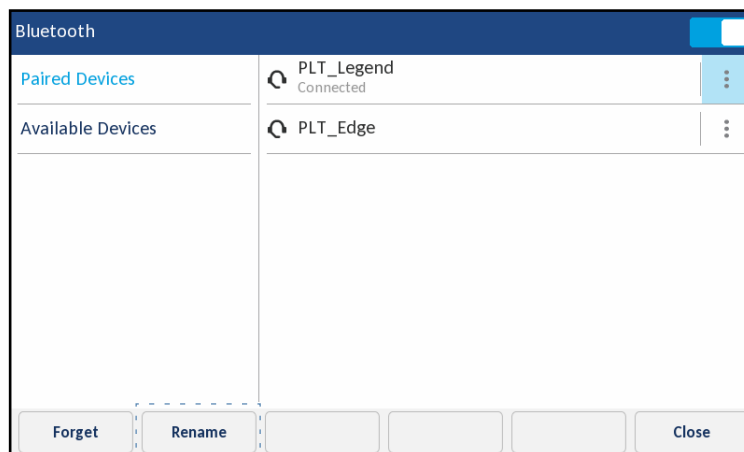 Bluetooth
Paired Devices
PLT_Legend
Connected
Available Devices
PLT_Edge
Forget
Rename
Close